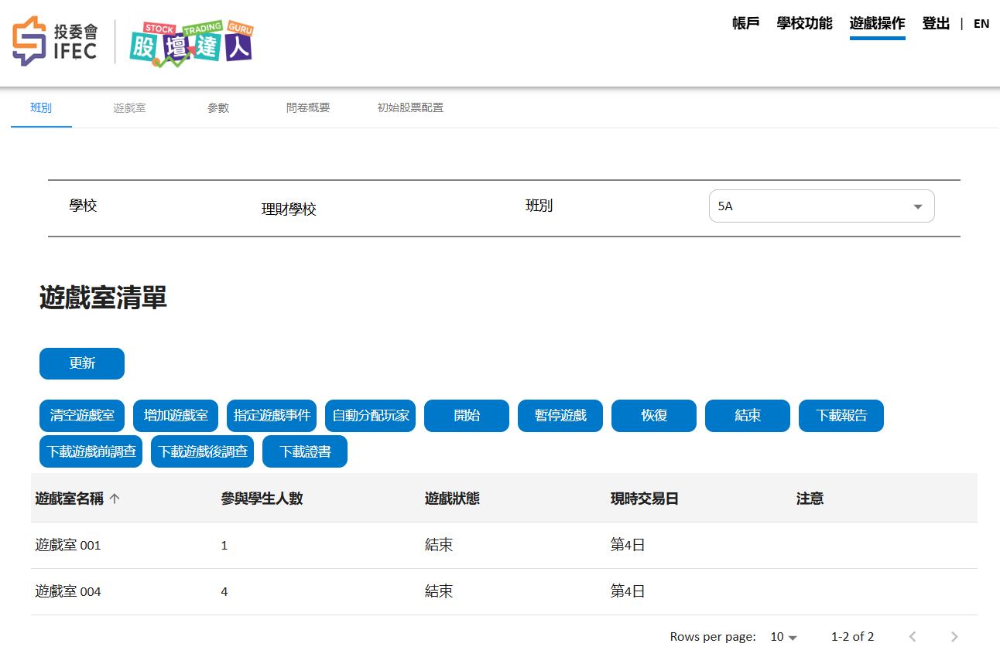 投委會
IFEC
STOCK TRADING GURU
股壇達人
帳戶 學校功能 遊戲操作 登出 | EN
班別 遊戲室 參數 問卷概要 初始股票配置
學校 理財學校 班別 5A
遊戲室清單
更新
清空遊戲室 增加遊戲室 指定遊戲事件 自動分配玩家 開始 暫停遊戲 恢復 結束 下載報告
下載遊戲前調查 下載遊戲後調查 下載證書
遊戲室名稱 參與學生人數 遊戲狀態 現時交易日 注意
遊戲室 001 1 結束 第4日
遊戲室 004 4 結束 第4日
Rows per page: 10 1-2 of 2